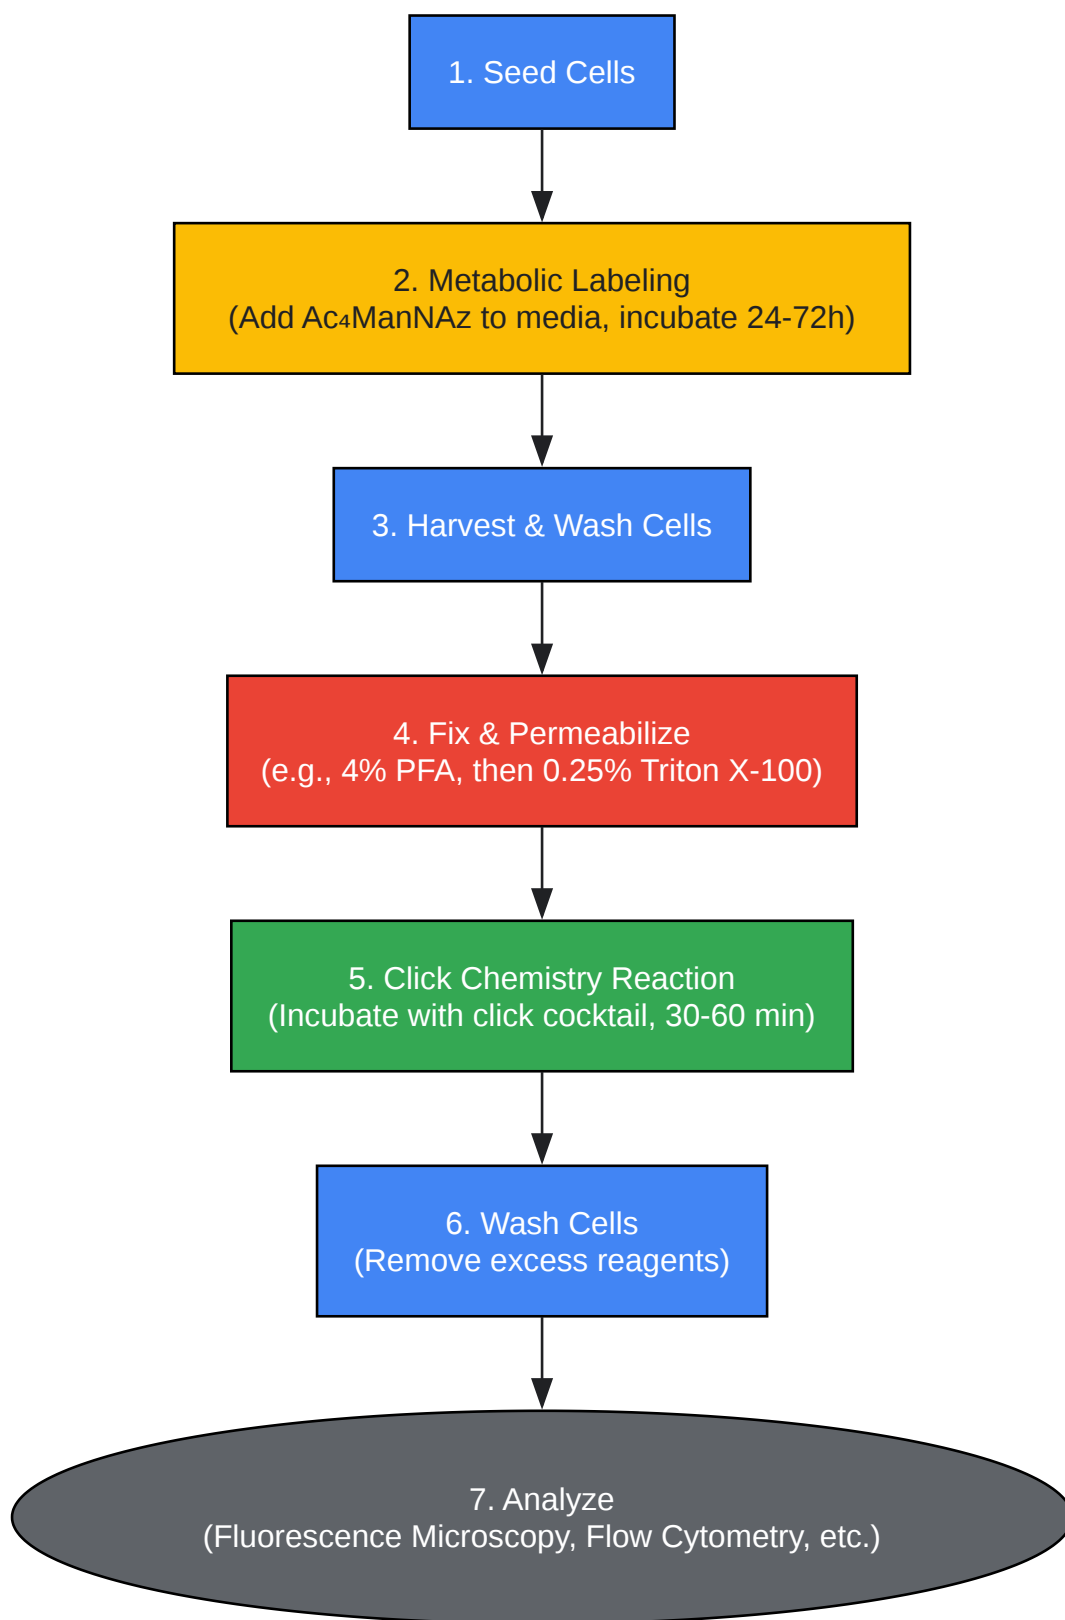 1. Seed Cells
2. Metabolic Labeling
(Add Ac₄ManNAz to media, incubate 24-72h)
3. Harvest & Wash Cells
4. Fix & Permeabilize
(e.g., 4% PFA, then 0.25% Triton X-100)
5. Click Chemistry Reaction
(Incubate with click cocktail, 30-60 min)
6. Wash Cells
(Remove excess reagents)
7. Analyze
(Fluorescence Microscopy, Flow Cytometry, etc.)